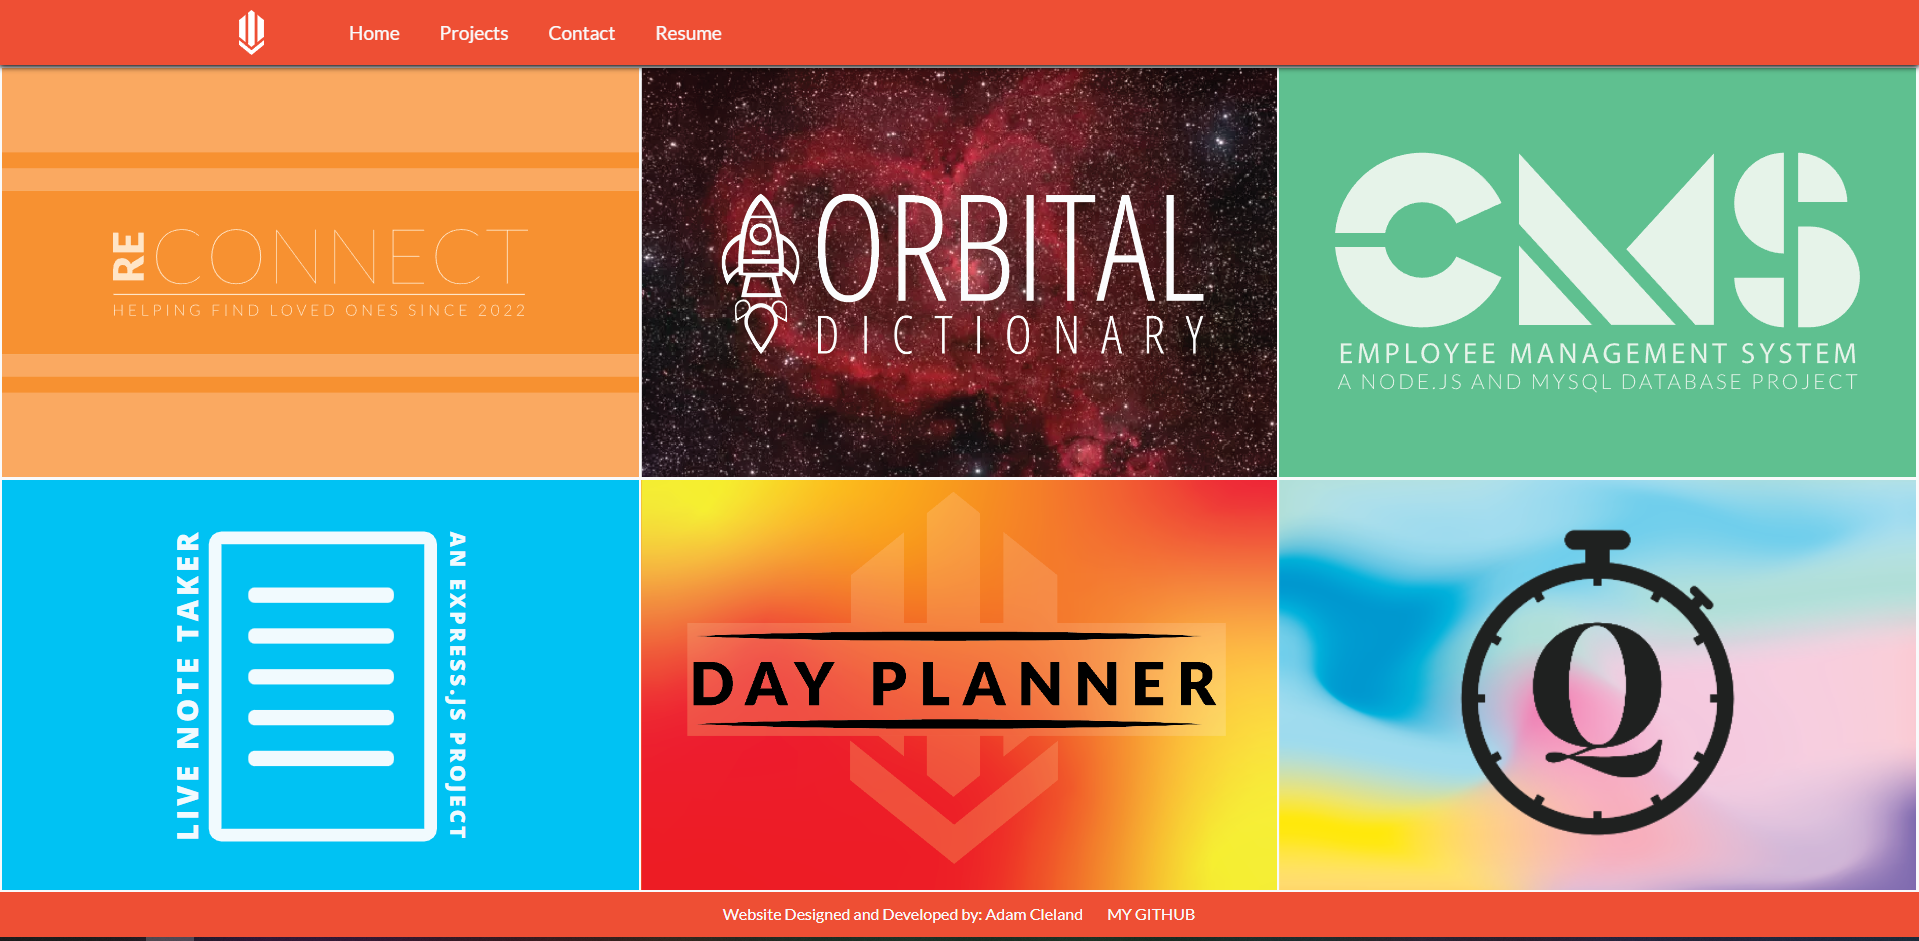 Home Projects Contact Resume
RECONNECT
HELPING FIND LOVED ONES SINCE 2022
ORBITAL
DICTIONARY
CMS
EMPLOYEE MANAGEMENT SYSTEM
A NODE.JS AND MYSQL DATABASE PROJECT
LIVE NOTE TAKER
AN EXPRESS.JS PROJECT
DAY PLANNER
Q
Website Designed and Developed by: Adam Cleland MY GITHUB